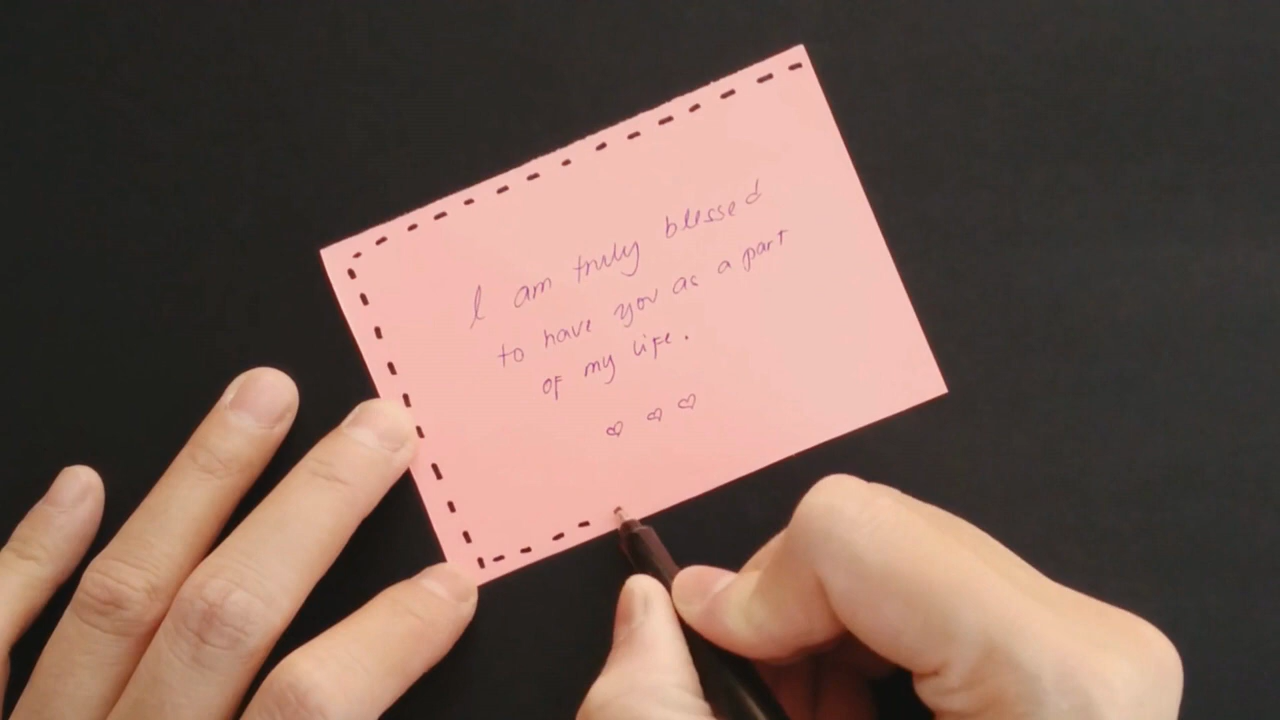 I am truly blessed
to have you as a part
of my life.
♡ ♡ ♡